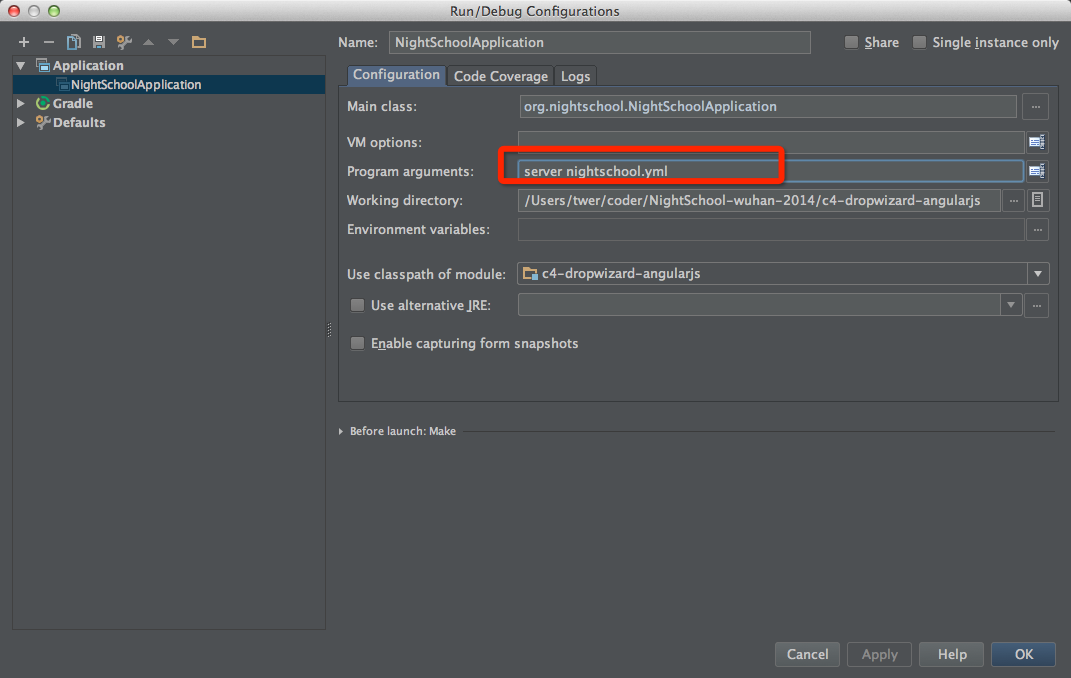 Run/Debug Configurations
Name: NightSchoolApplication Share Single instance only
Application
NightSchoolApplication
Gradle
Defaults
Configuration Code Coverage Logs
Main class: org.nightschool.NightSchoolApplication ...
VM options:
Program arguments: server nightschool.yml
Working directory: /Users/twer/coder/NightSchool-wuhan-2014/c4-dropwizard-angularjs ...
Environment variables: ...
Use classpath of module: c4-dropwizard-angularjs
Use alternative JRE: ...
Enable capturing form snapshots
Before launch: Make
Cancel Apply Help OK